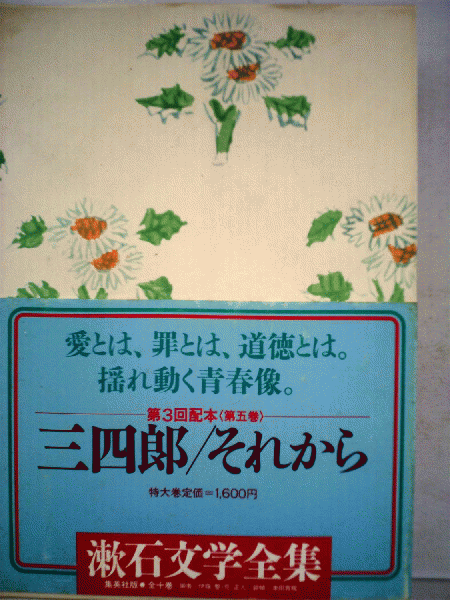 愛とは、罪とは、道徳とは。
揺れ動く青春像。
第3回配本〈第五巻〉
三四郎/それから
特大巻定価=1,600円
漱石文学全集
集英社版●全十巻